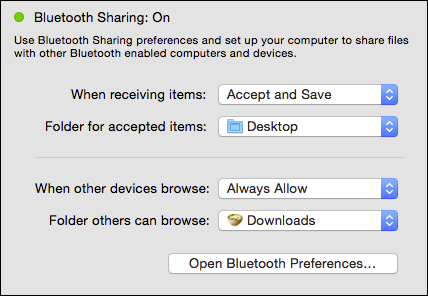 Bluetooth Sharing: On
Use Bluetooth Sharing preferences and set up your computer to share files
with other Bluetooth enabled computers and devices.
When receiving items: Accept and Save
Folder for accepted items: Desktop
When other devices browse: Always Allow
Folder others can browse: Downloads
Open Bluetooth Preferences...